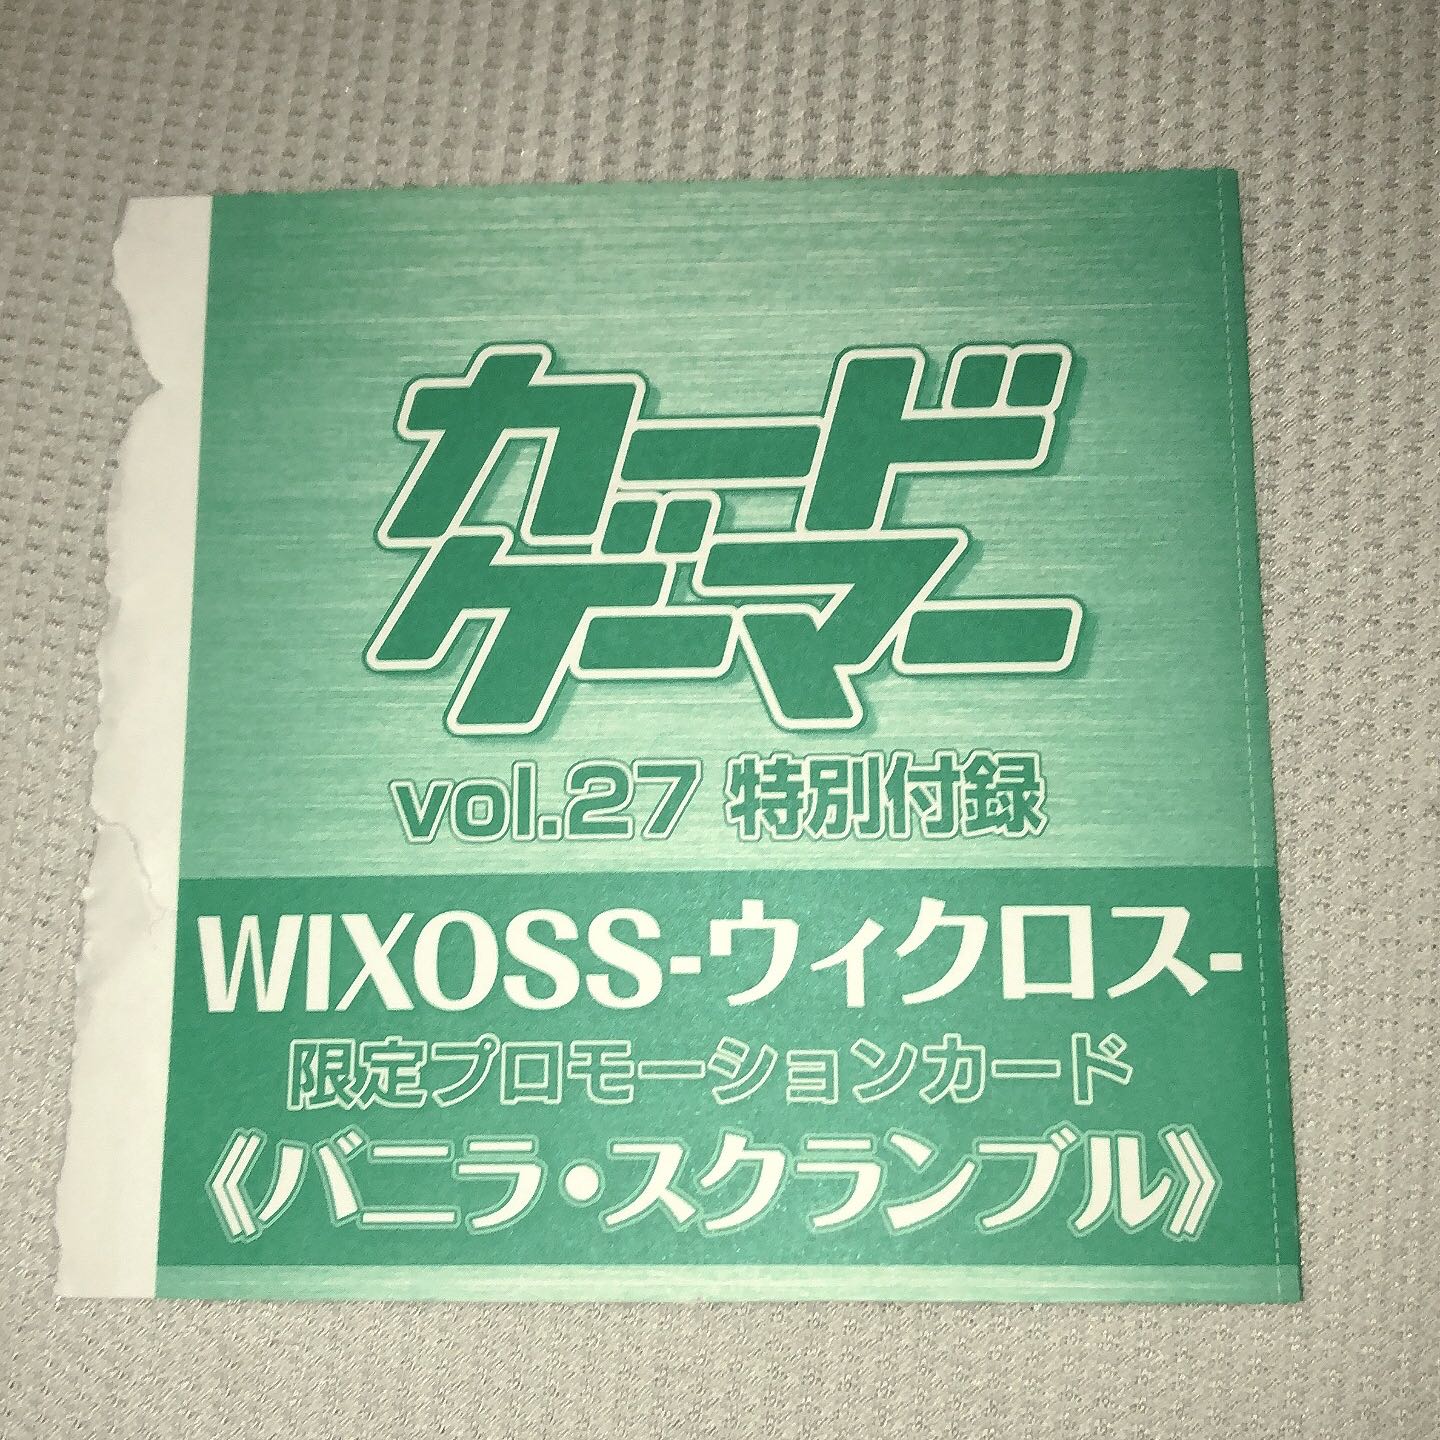 カード
ゲーマー
vol.27 特別付録
WIXOSS-ウィクロス-
限定プロモーションカード
《バニラ・スクランブル》